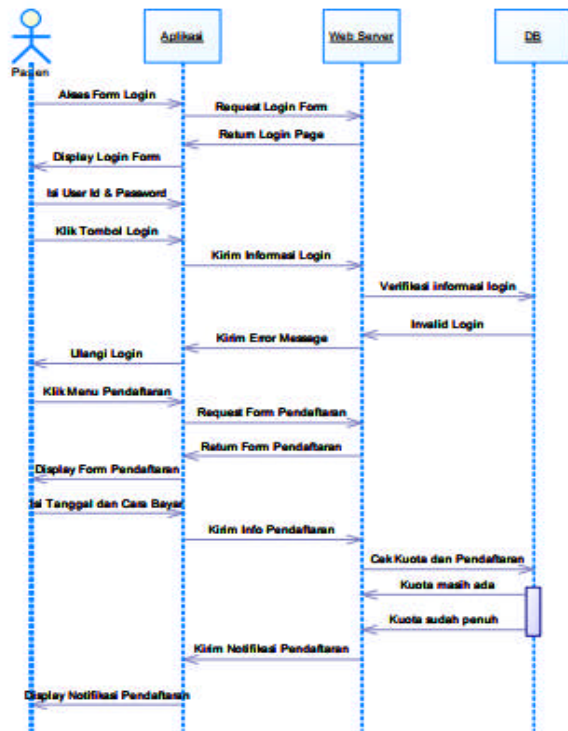 Aplikasi
Web Server
DB
Pasien
Akses Form Login
Request Login Form
Return Login Page
Display Login Form
Isi User Id & Password
Klik Tombol Login
Kirim Informasi Login
Verifikasi informasi login
Invalid Login
Kirim Error Message
Ulangi Login
Klik Menu Pendaftaran
Request Form Pendaftaran
Return Form Pendaftaran
Display Form Pendaftaran
Isi Tanggal dan Cara Bayar
Kirim Info Pendaftaran
Cek Kuota dan Pendaftaran
Kuota masih ada
Kuota sudah penuh
Kirim Notifikasi Pendaftaran
Display Notifikasi Pendaftaran